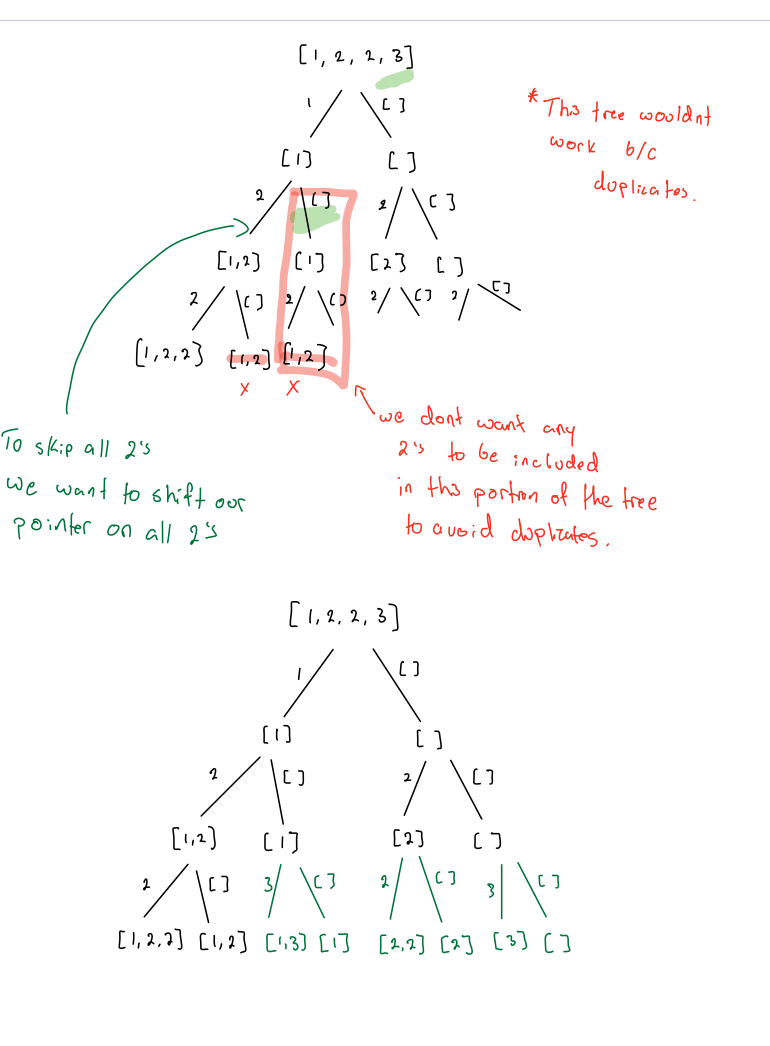 [1, 2, 2, 3]
1 [ ]
* This tree wouldnt
work b/c
duplicates.
[1] [ ]
2 [ ] 2 [ ]
[1,2] [1] [2] [ ]
2 [ ] 2 [ ] 2 [ ] 2 [ ]
[1,2,2] [1,2] [1,2]
x x
To skip all 2's
we want to shift our
pointer on all 2's
we dont want any
2's to be included
in this portion of the tree
to avoid duplicates.
[1, 2, 2, 3]
1 [ ]
[1] [ ]
2 [ ] 2 [ ]
[1,2] [1] [2] [ ]
2 [ ] 3 [ ] 2 [ ] 3 [ ]
[1,2,2] [1,2] [1,3] [1] [2,2] [2] [3] [ ]